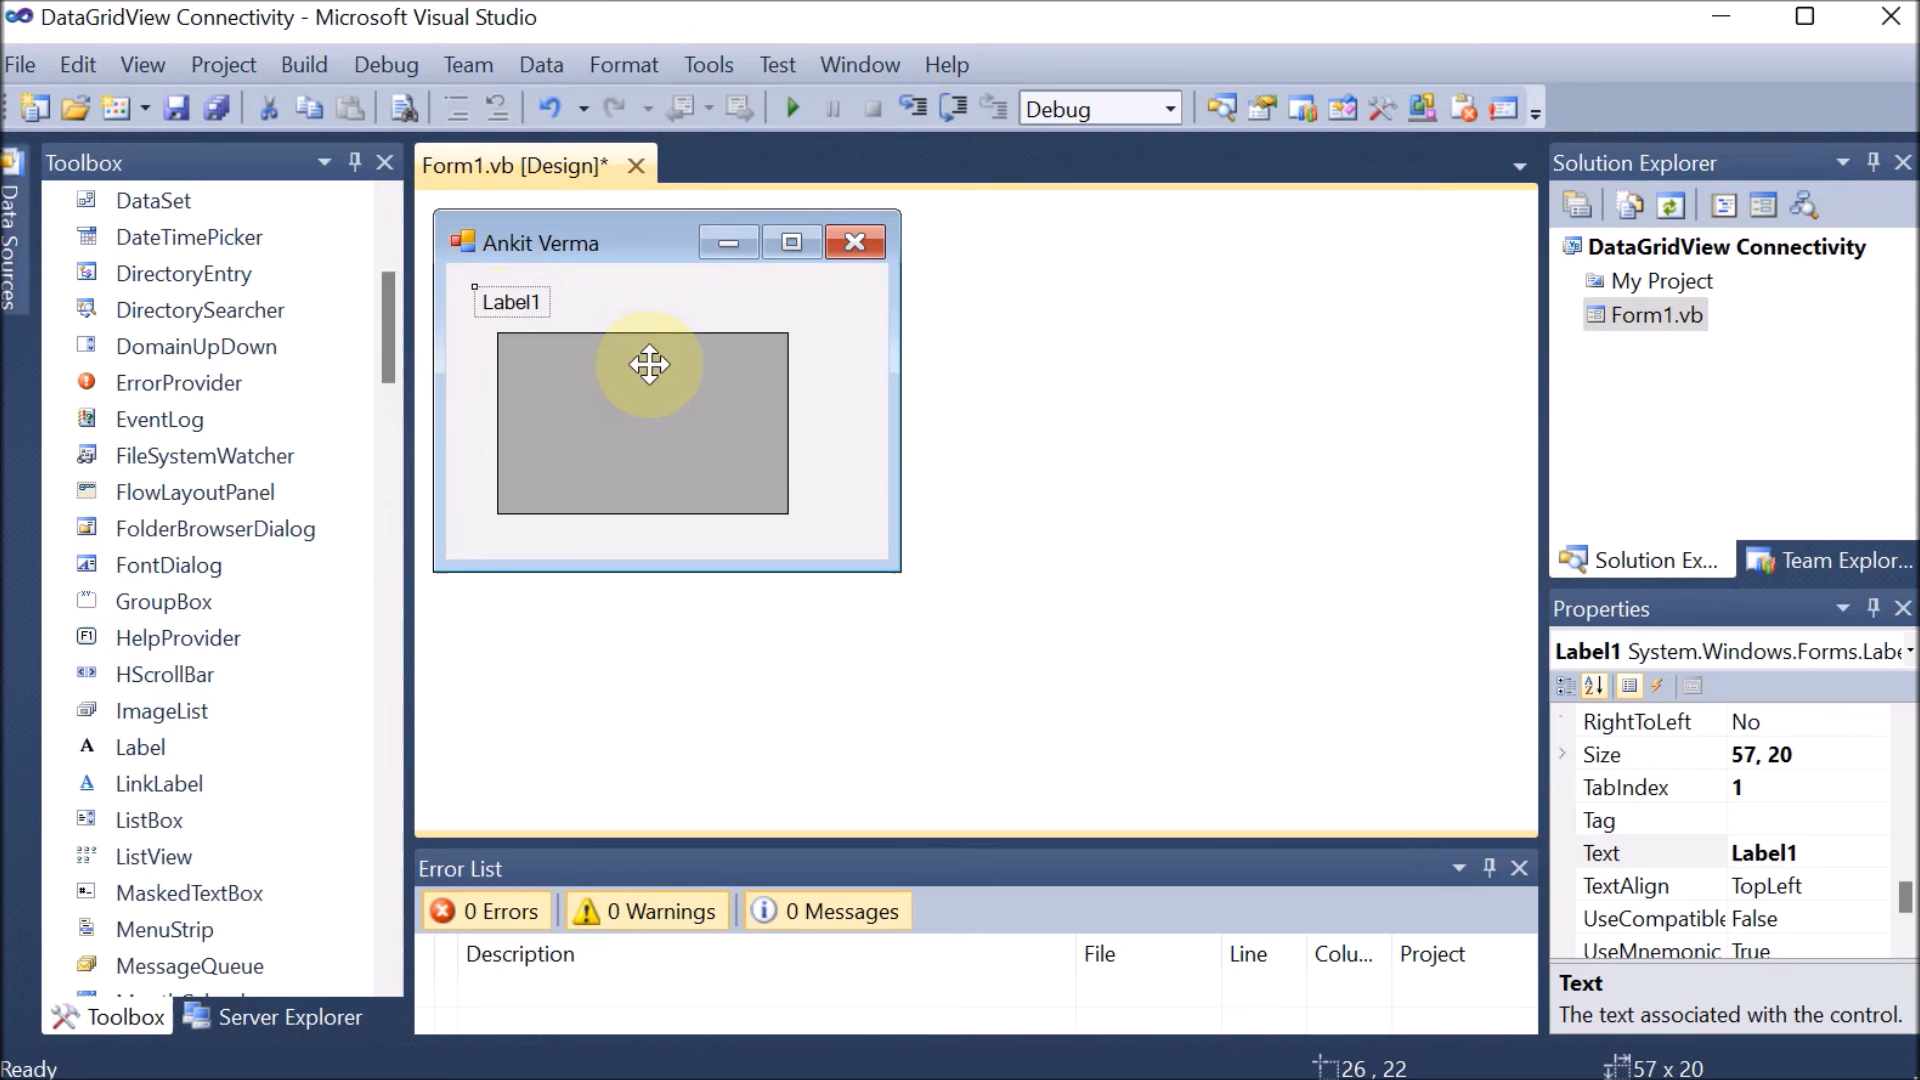 DataGridView Connectivity - Microsoft Visual Studio
File Edit View Project Build Debug Team Data Format Tools Test Window Help
Debug
Data Sources
Toolbox
DataSet
DateTimePicker
DirectoryEntry
DirectorySearcher
DomainUpDown
ErrorProvider
EventLog
FileSystemWatcher
FlowLayoutPanel
FolderBrowserDialog
FontDialog
GroupBox
HelpProvider
HScrollBar
ImageList
Label
LinkLabel
ListBox
ListView
MaskedTextBox
MenuStrip
MessageQueue
Toolbox Server Explorer
Form1.vb [Design]*
Ankit Verma
Label1
Error List
0 Errors 0 Warnings 0 Messages
Description File Line Colu... Project
Solution Explorer
DataGridView Connectivity
My Project
Form1.vb
Solution Ex... Team Explor...
Properties
Label1 System.Windows.Forms.Labe
RightToLeft No
Size 57, 20
TabIndex 1
Tag
Text Label1
TextAlign TopLeft
UseCompatible False
UseMnemonic True
Text
The text associated with the control.
Ready 26 , 22 57 x 20